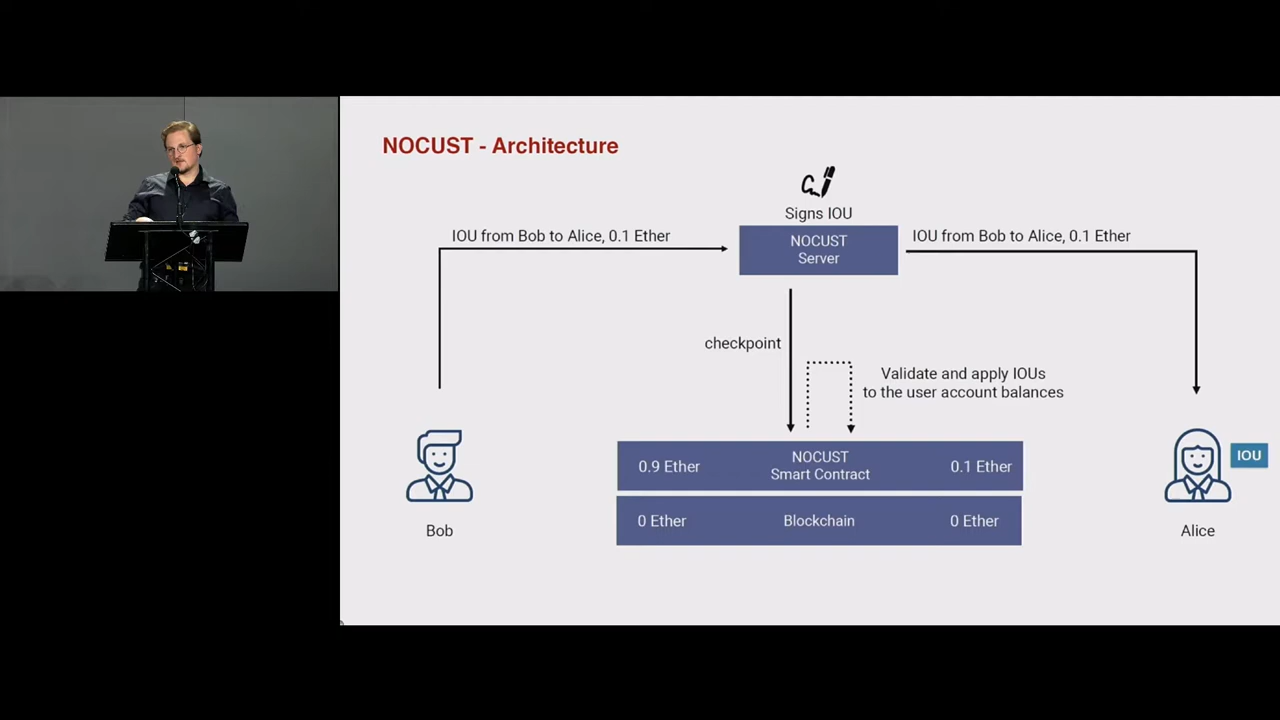 NOCUST - Architecture
Signs IOU
IOU from Bob to Alice, 0.1 Ether
NOCUST
Server
IOU from Bob to Alice, 0.1 Ether
checkpoint
Validate and apply IOUs
to the user account balances
0.9 Ether
NOCUST
Smart Contract
0.1 Ether
IOU
0 Ether
Blockchain
0 Ether
Bob
Alice